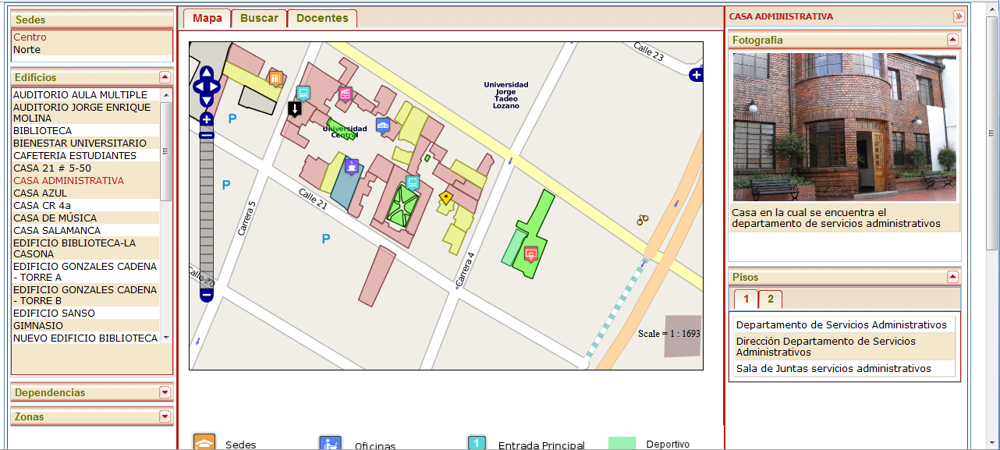 Sedes
Centro
Norte
Edificios
AUDITORIO AULA MULTIPLE
AUDITORIO JORGE ENRIQUE
MOLINA
BIBLIOTECA
BIENESTAR UNIVERSITARIO
CAFETERIA ESTUDIANTES
CASA 21 # 5-50
CASA ADMINISTRATIVA
CASA AZUL
CASA CR 4a
CASA DE MÚSICA
CASA SALAMANCA
EDIFICIO BIBLIOTECA-LA
CASONA
EDIFICIO GONZALES CADENA
- TORRE A
EDIFICIO GONZALES CADENA
- TORRE B
EDIFICIO SANSO
GIMNASIO
NUEVO EDIFICIO BIBLIOTECA
Dependencias
Zonas
Mapa
Buscar
Docentes
Calle 23
Universidad
Jorge
Tadeo
Lozano
P
Universidad
Central
P
Calle 21
Carrera 5
P
Carrera 4
Calle 20
Scale = 1 : 1693
Sedes
Oficinas
1
Entrada Principal
Deportivo
CASA ADMINISTRATIVA
Fotografia
Casa en la cual se encuentra el
departamento de servicios administrativos
Pisos
1
2
Departamento de Servicios Administrativos
Dirección Departamento de Servicios
Administrativos
Sala de Juntas servicios administrativos